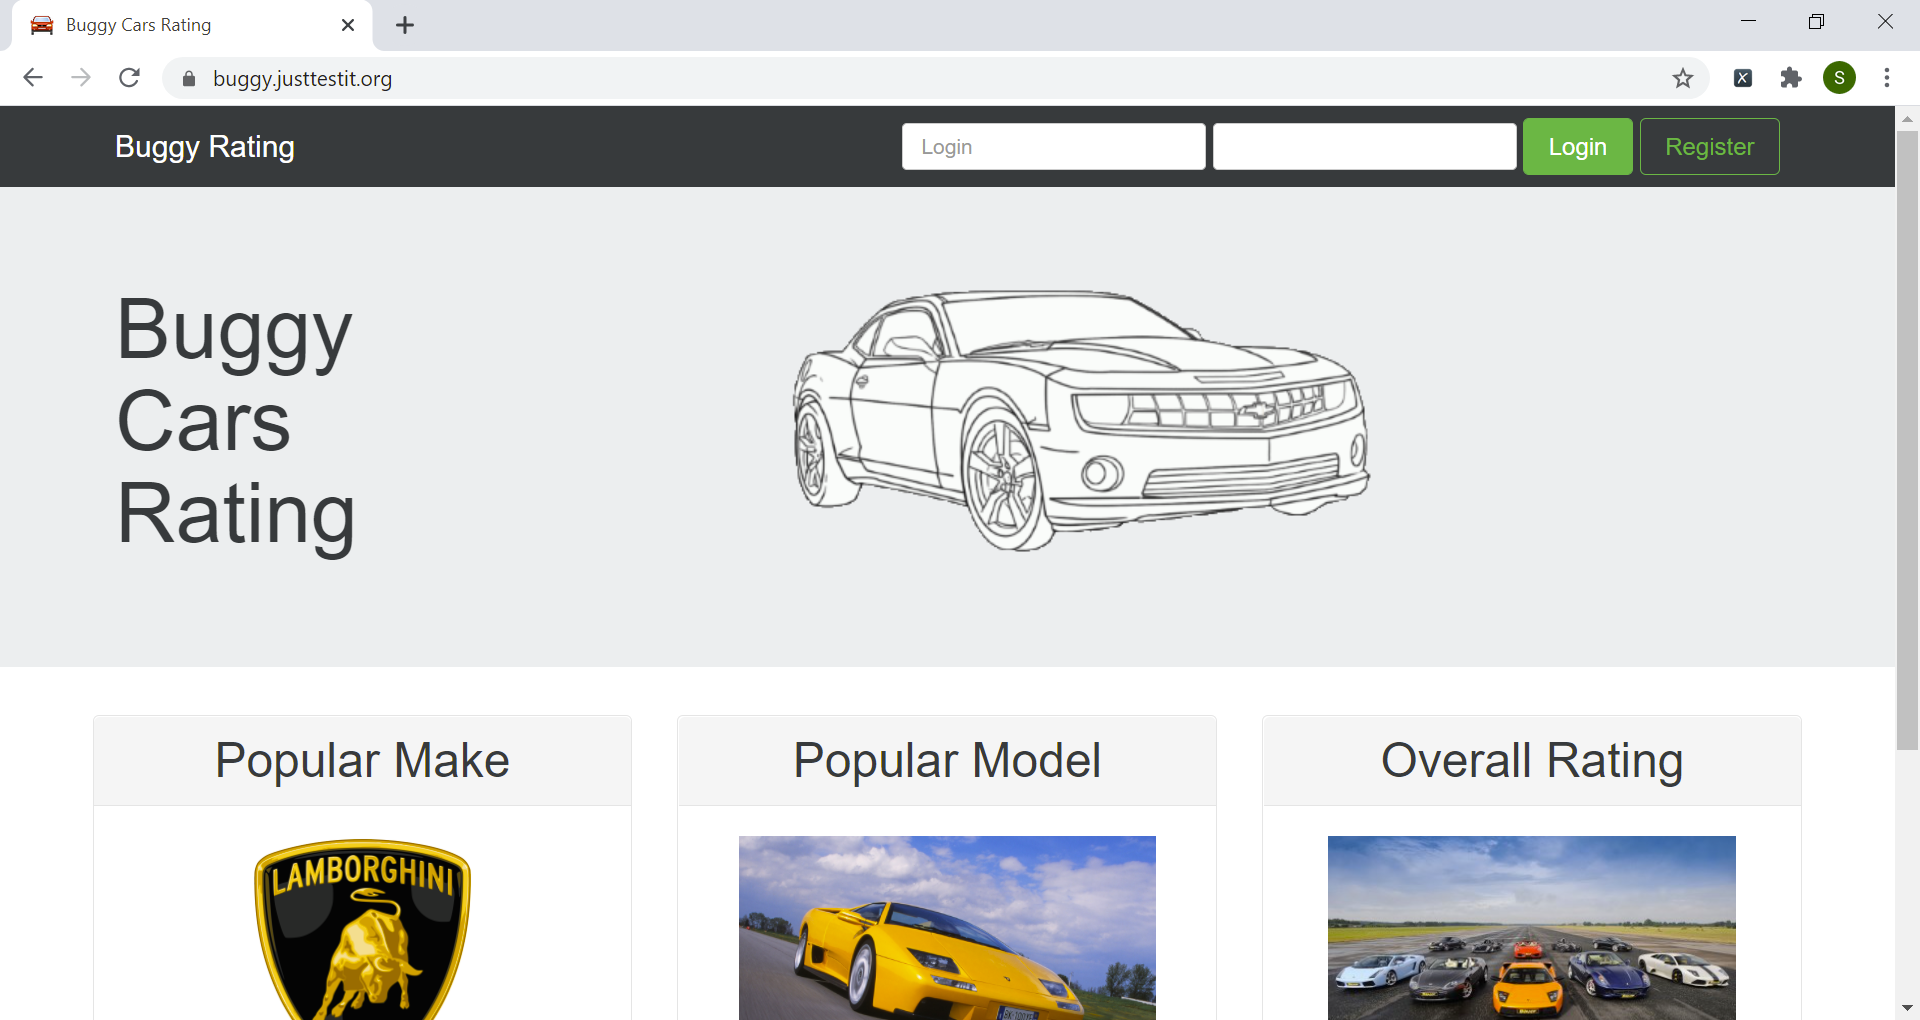 Buggy Cars Rating
buggy.justtestit.org
S
Buggy Rating
Login
Login
Register
Buggy
Cars
Rating
Popular Make
Popular Model
Overall Rating
LAMBORGHINI